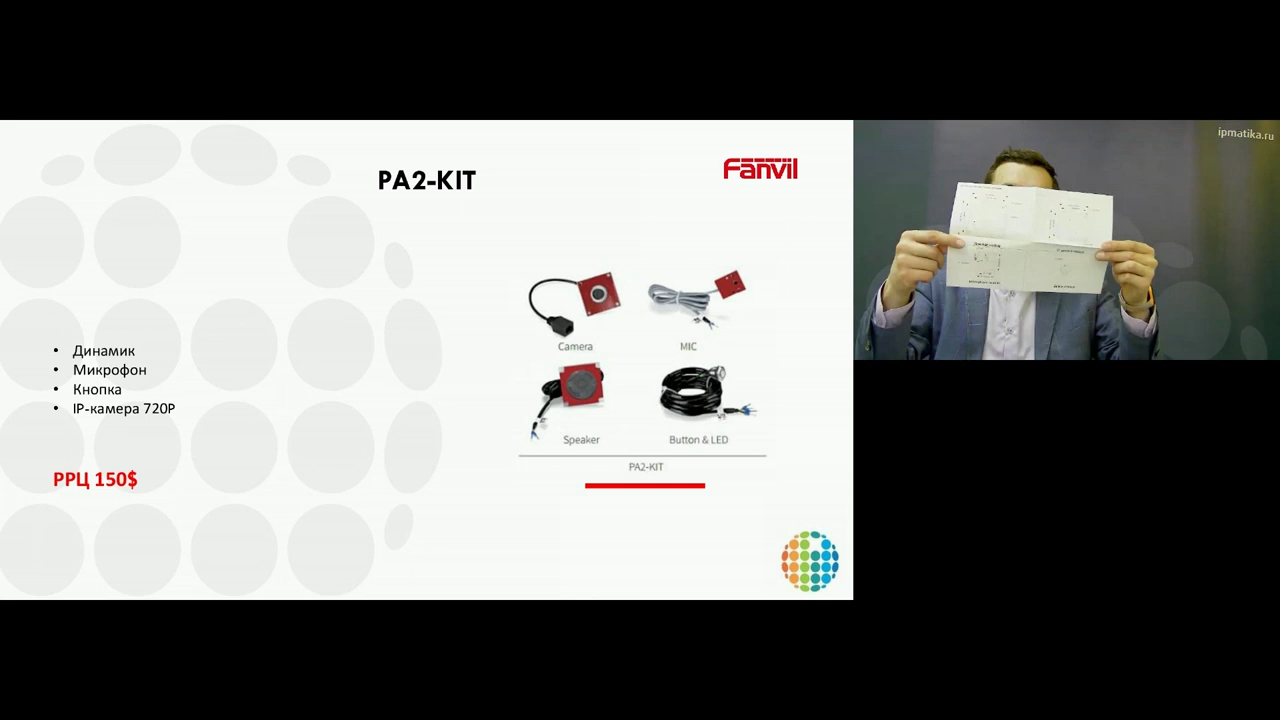 PA2-KIT
Fanvil
ipmatika.ru
Динамик
Микрофон
Кнопка
IP-камера 720P
РРЦ 150$
Camera
MIC
Speaker
Button & LED
PA2-KIT